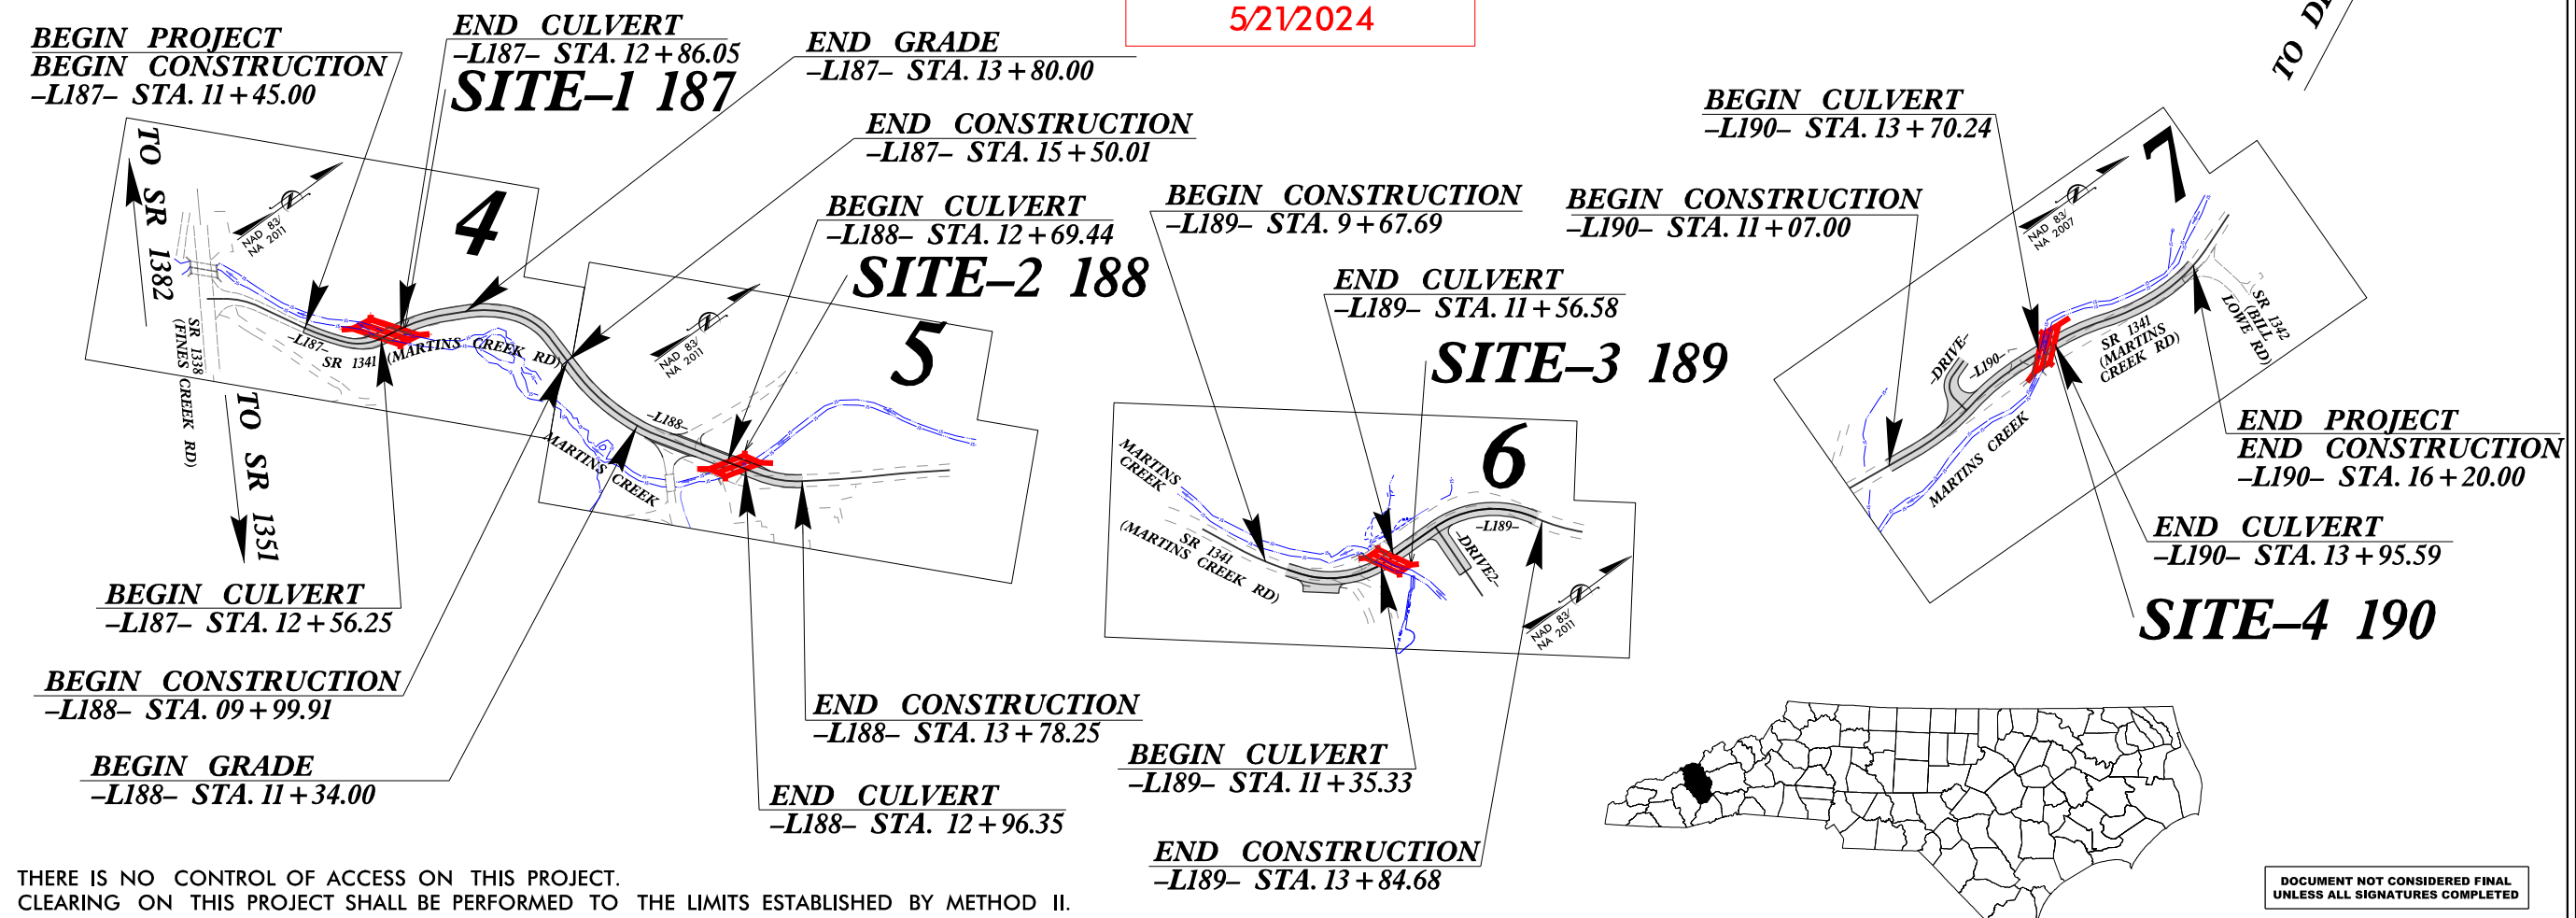 5/21/2024
BEGIN PROJECT
BEGIN CONSTRUCTION
–L187– STA. 11+45.00
END CULVERT
–L187– STA. 12+86.05
SITE–1 187
END GRADE
–L187– STA. 13+80.00
END CONSTRUCTION
–L187– STA. 15+50.01
BEGIN CULVERT
–L188– STA. 12+69.44
SITE–2 188
TO SR 1382
TO SR 1351
SR 1338
(FINES CREEK RD)
NAD 83/
NA 2011
4
–L187–
SR 1341 (MARTINS CREEK RD)
NAD 83/
NA 2011
5
–L188–
MARTINS CREEK
BEGIN CULVERT
–L187– STA. 12+56.25
BEGIN CONSTRUCTION
–L188– STA. 09+99.91
BEGIN GRADE
–L188– STA. 11+34.00
END CONSTRUCTION
–L188– STA. 13+78.25
END CULVERT
–L188– STA. 12+96.35
BEGIN CONSTRUCTION
–L189– STA. 9+67.69
END CULVERT
–L189– STA. 11+56.58
SITE–3 189
6
MARTINS
CREEK
SR 1341
(MARTINS CREEK RD)
–L189–
–DRIVE2–
NAD 83/
NA 2011
BEGIN CULVERT
–L189– STA. 11+35.33
END CONSTRUCTION
–L189– STA. 13+84.68
TO
BEGIN CULVERT
–L190– STA. 13+70.24
BEGIN CONSTRUCTION
–L190– STA. 11+07.00
7
NAD 83/
NA 2007
–DRIVE–
–L190–
SR 1341
(MARTINS
CREEK RD)
SR 1342
(BILL
LOWE RD)
MARTINS CREEK
END PROJECT
END CONSTRUCTION
–L190– STA. 16+20.00
END CULVERT
–L190– STA. 13+95.59
SITE–4 190
THERE IS NO CONTROL OF ACCESS ON THIS PROJECT.
CLEARING ON THIS PROJECT SHALL BE PERFORMED TO THE LIMITS ESTABLISHED BY METHOD II.
DOCUMENT NOT CONSIDERED FINAL
UNLESS ALL SIGNATURES COMPLETED